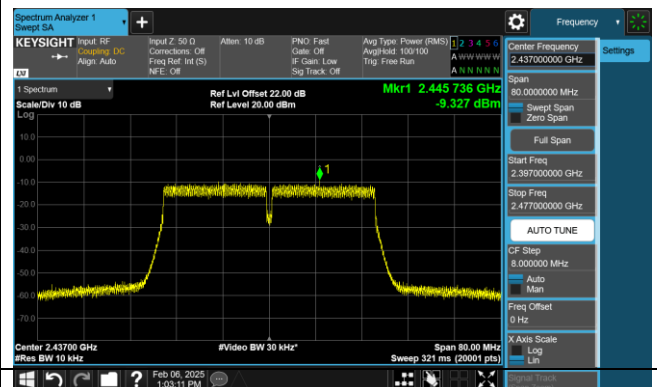 Spectrum Analyzer 1
Swept SA
Frequency
KEYSIGHT
Input: RF
Coupling: DC
Align: Auto
Input Z: 50 Ω
Corrections: Off
Freq Ref: Int (S)
NFE: Off
Atten: 10 dB
PNO: Fast
Gate: Off
IF Gain: Low
Sig Track: Off
Avg Type: Power (RMS)
Avg|Hold: 100/100
Trig: Free Run
1 2 3 4 5 6
A W W W W W
A N N N N N
LXI
1 Spectrum
Scale/Div 10 dB
Log
Ref Lvl Offset 22.00 dB
Ref Level 20.00 dBm
Mkr1 2.445 736 GHz
-9.327 dBm
10.0
0.00
-10.0
-20.0
-30.0
-40.0
-50.0
-60.0
-70.0
1
Center 2.43700 GHz
#Res BW 10 kHz
#Video BW 30 kHz*
Span 80.00 MHz
Sweep 321 ms (20001 pts)
Feb 06, 2025
1:03:11 PM
Center Frequency
2.437000000 GHz
Settings
Span
80.0000000 MHz
Swept Span
Zero Span
Full Span
Start Freq
2.397000000 GHz
Stop Freq
2.477000000 GHz
AUTO TUNE
CF Step
8.000000 MHz
Auto
Man
Freq Offset
0 Hz
X Axis Scale
Log
Lin
Signal Track